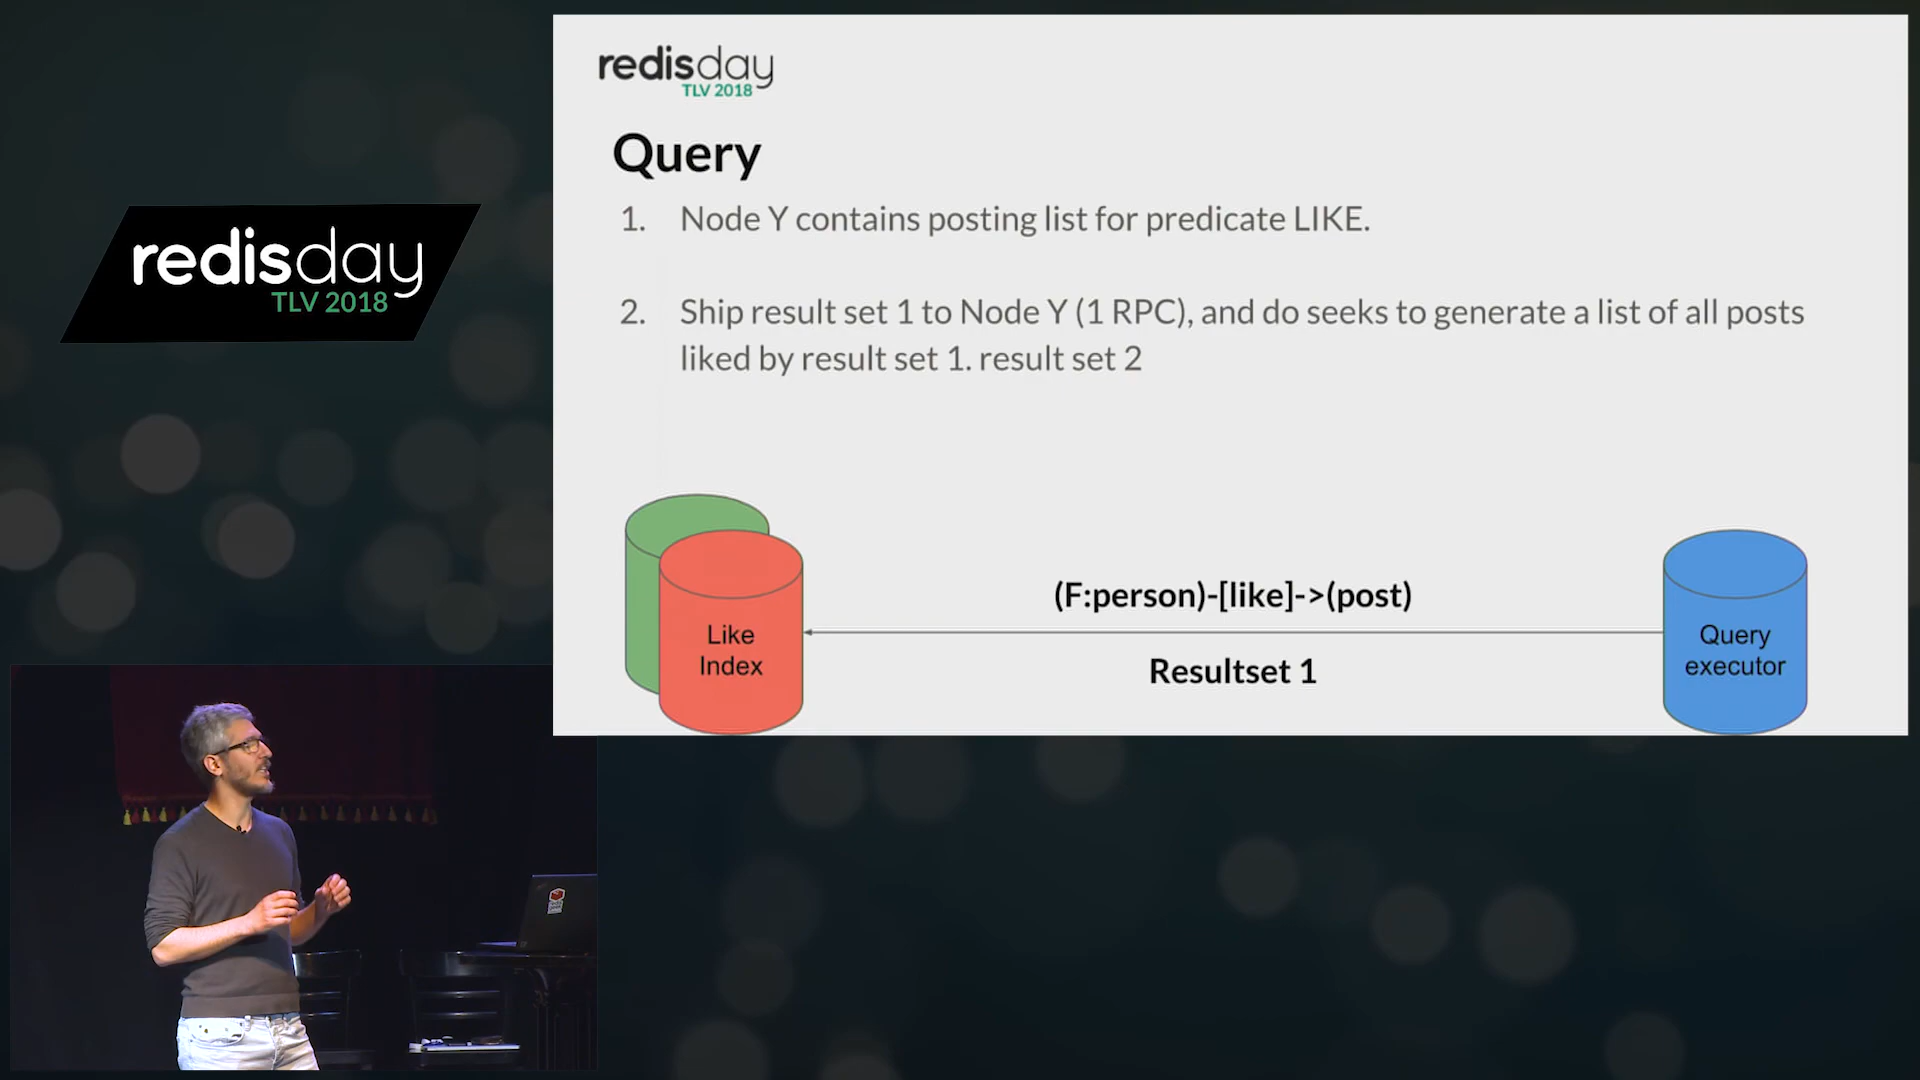 redisday
TLV 2018
redisday
TLV 2018
Query
1. Node Y contains posting list for predicate LIKE.
2. Ship result set 1 to Node Y (1 RPC), and do seeks to generate a list of all posts
liked by result set 1. result set 2
(F:person)-[like]->(post)
Resultset 1
Like
Index
Query
executor